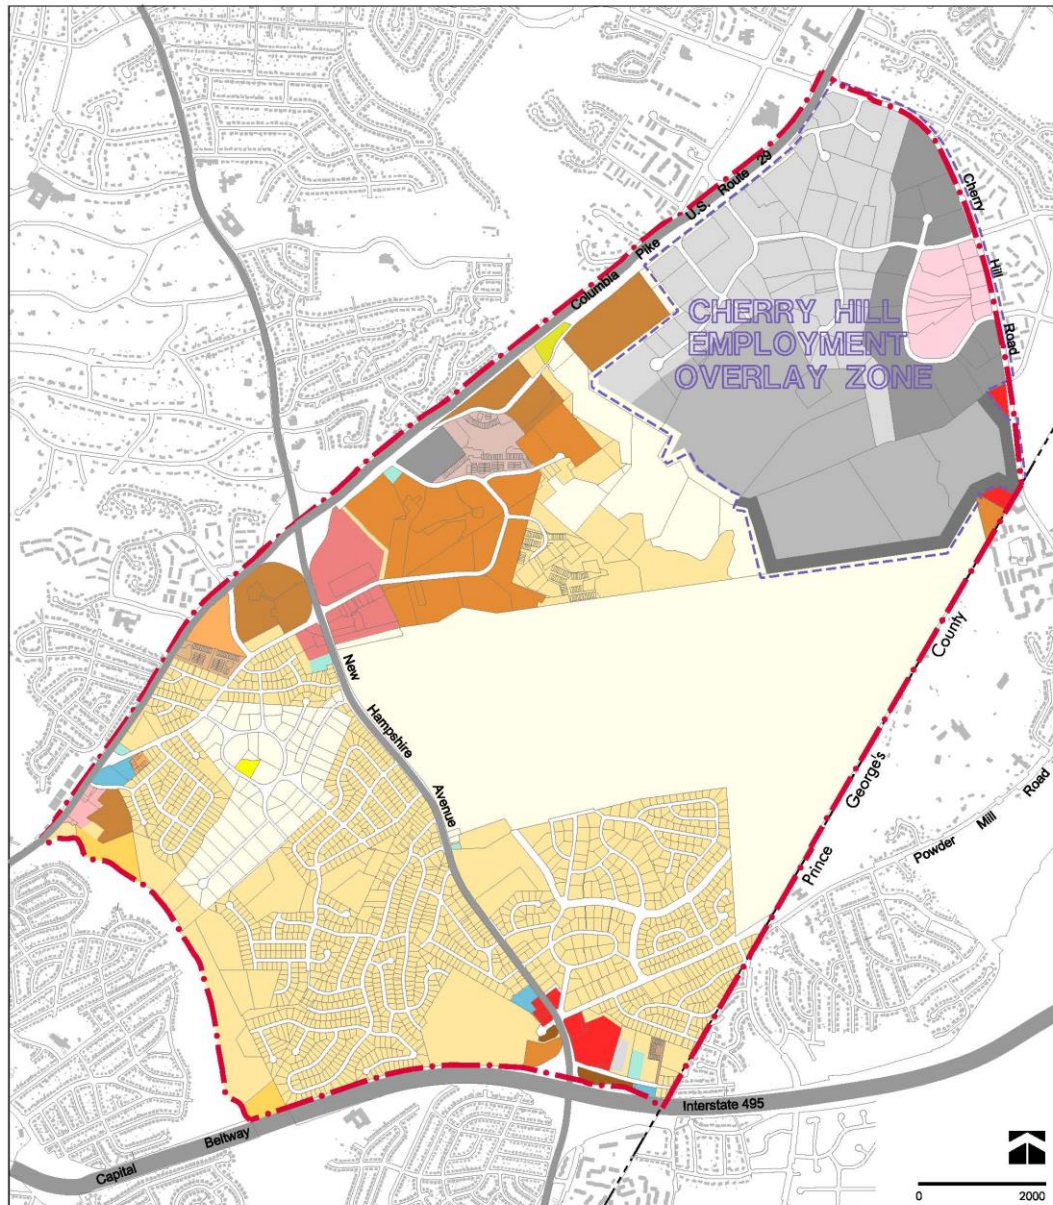 U.S. Route 29
Columbia Pike
Cherry Hill Road
CHERRY HILL
EMPLOYMENT
OVERLAY ZONE
New Hampshire Avenue
Prince George's County
Powder Mill Road
Interstate 495
Capital Beltway
0 2000